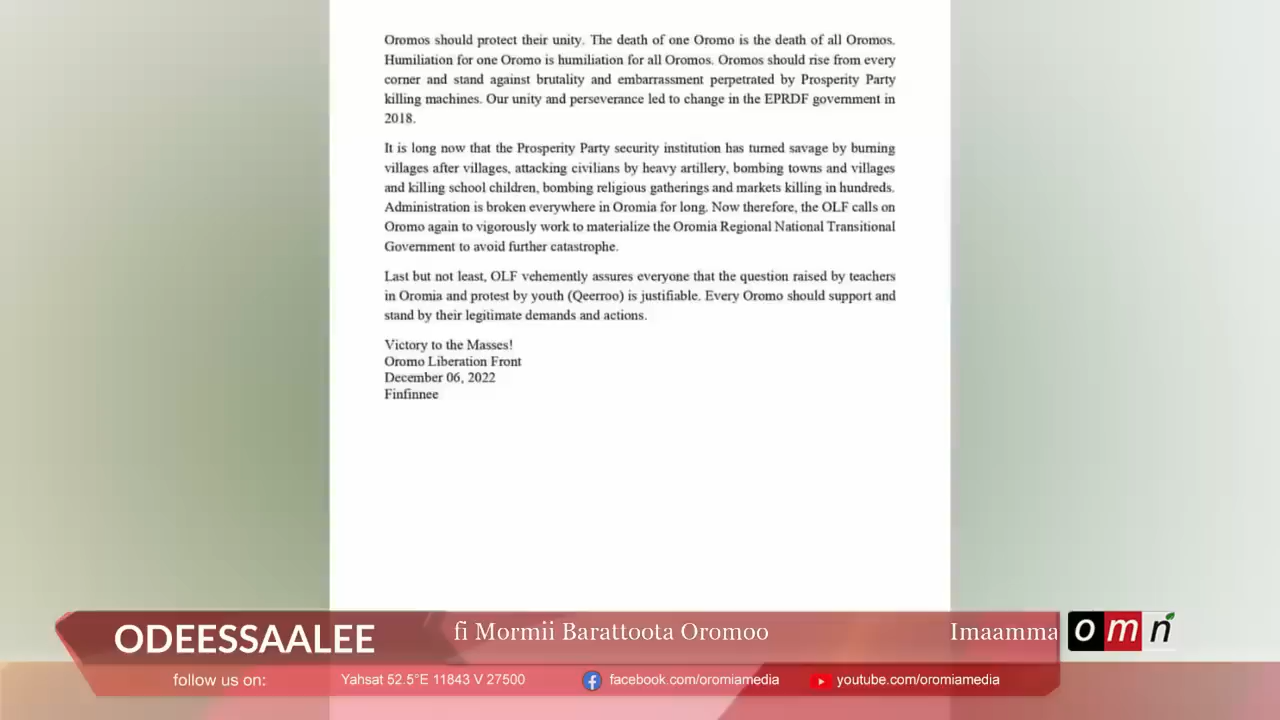 Oromos should protect their unity. The death of one Oromo is the death of all Oromos.
Humiliation for one Oromo is humiliation for all Oromos. Oromos should rise from every
corner and stand against brutality and embarrassment perpetrated by Prosperity Party
killing machines. Our unity and perseverance led to change in the EPRDF government in
2018.
It is long now that the Prosperity Party security institution has turned savage by burning
villages after villages, attacking civilians by heavy artillery, bombing towns and villages
and killing school children, bombing religious gatherings and markets killing in hundreds.
Administration is broken everywhere in Oromia for long. Now therefore, the OLF calls on
Oromo again to vigorously work to materialize the Oromia Regional National Transitional
Government to avoid further catastrophe.
Last but not least, OLF vehemently assures everyone that the question raised by teachers
in Oromia and protest by youth (Qeerroo) is justifiable. Every Oromo should support and
stand by their legitimate demands and actions.
Victory to the Masses!
Oromo Liberation Front
December 06, 2022
Finfinnee
ODEESSAALEE
fi Mormii Barattoota Oromoo Imaamma
omn
follow us on: Yahsat 52.5°E 11843 V 27500 facebook.com/oromiamedia youtube.com/oromiamedia